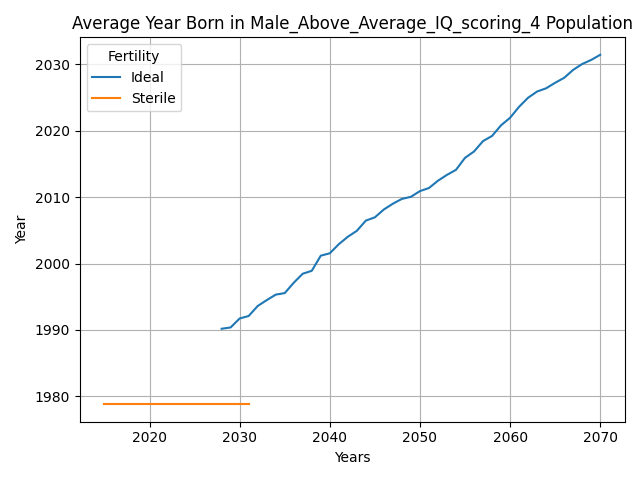 Average Year Born in Male_Above_Average_IQ_scoring_4 Population
Fertility
Ideal
Sterile
Year
2030
2020
2010
2000
1990
1980
2020
2030
2040
2050
2060
2070
Years